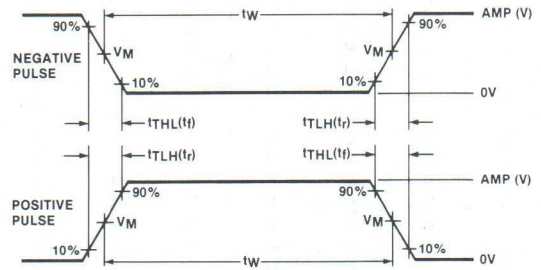 tW
90%
90%
AMP (V)
NEGATIVE
PULSE
VM
VM
10%
10%
0V
tTHL(tf)
tTLH(tr)
tTLH(tr)
tTHL(tf)
AMP (V)
POSITIVE
PULSE
90%
90%
VM
VM
10%
10%
0V
tW